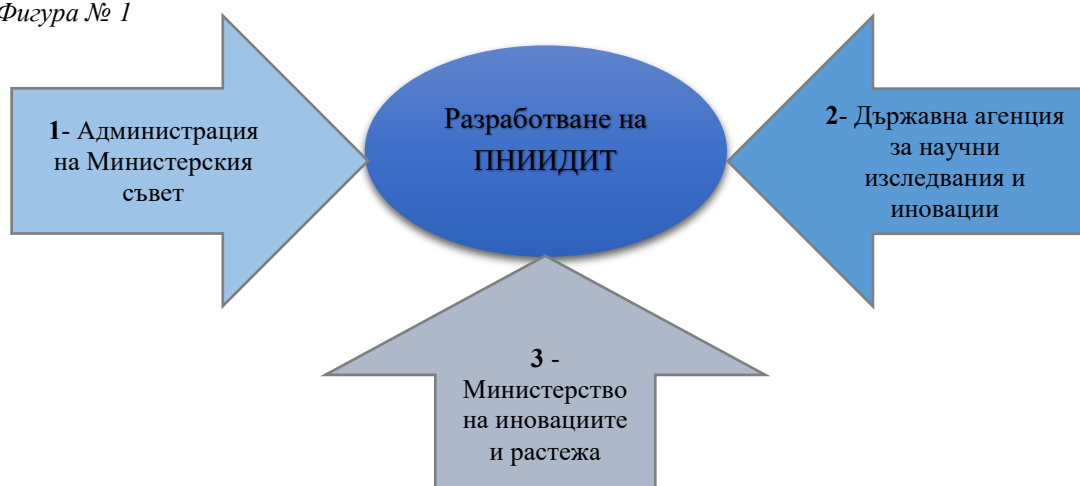 Фигура № 1
1- Администрация
на Министерския
съвет
Разработване на
ПНИИДИТ
2- Държавна агенция
за научни
изследвания и
иновации
3 -
Министерство
на иновациите
и растежа